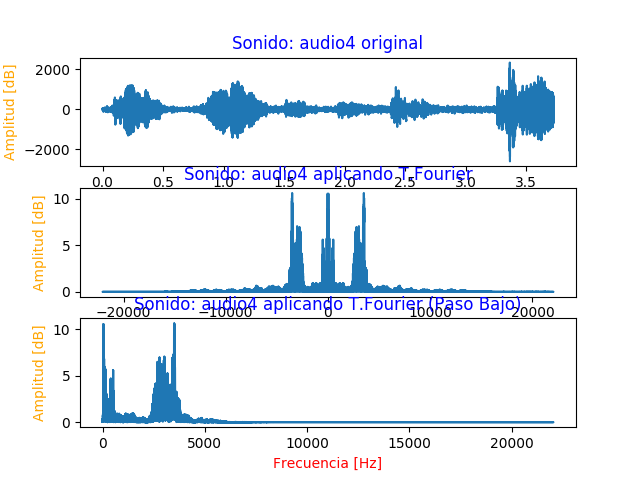 Sonido: audio4 original
Amplitud [dB]
2000
0
−2000
0.0 0.5 1.0 1.5 2.0 2.5 3.0 3.5
Sonido: audio4 aplicando T.Fourier
Amplitud [dB]
10
5
0
−20000 −10000 0 10000 20000
Sonido: audio4 aplicando T.Fourier (Paso Bajo)
Amplitud [dB]
10
5
0
0 5000 10000 15000 20000
Frecuencia [Hz]